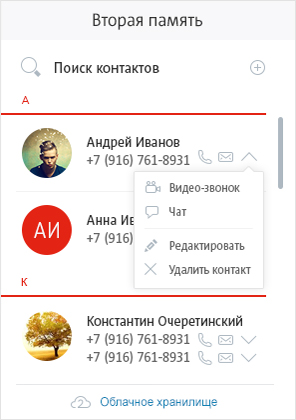 Вторая память
Поиск контактов
А
Андрей Иванов
+7 (916) 761-8931
Видео-звонок
Чат
АИ
Анна Ив
+7 (916)
Редактировать
Удалить контакт
К
Константин Очеретинский
+7 (916) 761-8931
+7 (916) 761-8931
2 Облачное хранилище